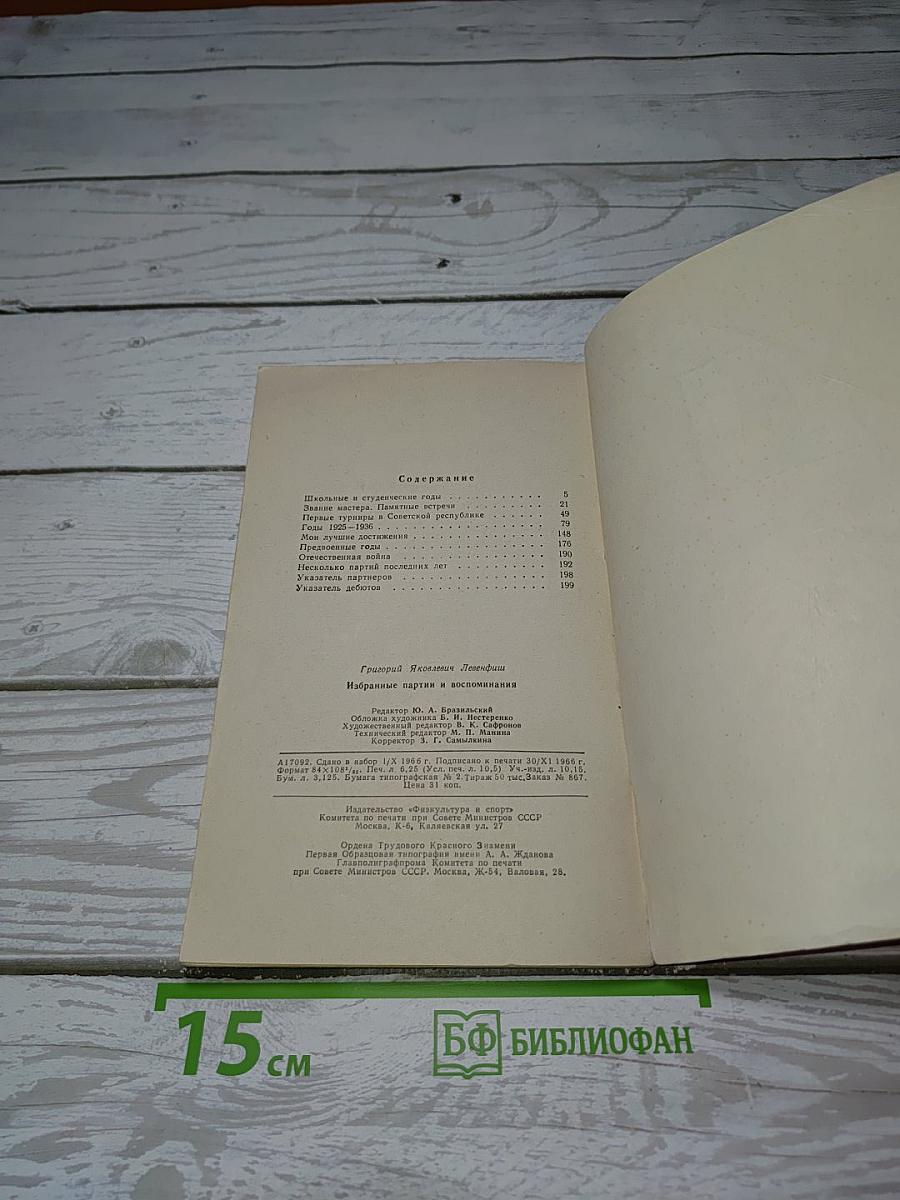 Содержание
Школьные и студенческие годы . . . . . . . . . . . 5
Звание мастера. Памятные встречи . . . . . . . . . 21
Первые турниры в Советской республике . . . . . . 49
Годы 1925—1936 . . . . . . . . . . . . . . . . . . 79
Мои лучшие достижения . . . . . . . . . . . . . . 148
Предвоенные годы . . . . . . . . . . . . . . . . . 176
Отечественная война . . . . . . . . . . . . . . . 190
Несколько партий последних лет . . . . . . . . . . 192
Указатель партнеров . . . . . . . . . . . . . . . 198
Указатель дебютов . . . . . . . . . . . . . . . . 199
Григорий Яковлевич Левенфиш
Избранные партии и воспоминания
Редактор Ю. А. Бразильский
Обложка художника Б. И. Нестеренко
Художественный редактор В. К. Сафронов
Технический редактор М. П. Манина
Корректор З. Г. Самылкина
А17092. Сдано в набор 1/X 1966 г. Подписано к печати 30/XI 1966 г.
Формат 84×108¹/₃₂. Печ. л 6,25 (Усл. печ. л. 10,5) Уч.-изд. л. 10,15,
Бум. л. 3,125. Бумага типографская № 2. Тираж 50 тыс. Заказ № 867.
Цена 31 коп.
Издательство «Физкультура и спорт»
Комитета по печати при Совете Министров СССР
Москва, К-6, Каляевская ул. 27
Ордена Трудового Красного Знамени
Первая Образцовая типография имени А. А. Жданова
Главполиграфпрома Комитета по печати
при Совете Министров СССР. Москва, Ж-54, Валовая, 28.
15 см
БФ БИБЛИОФАН